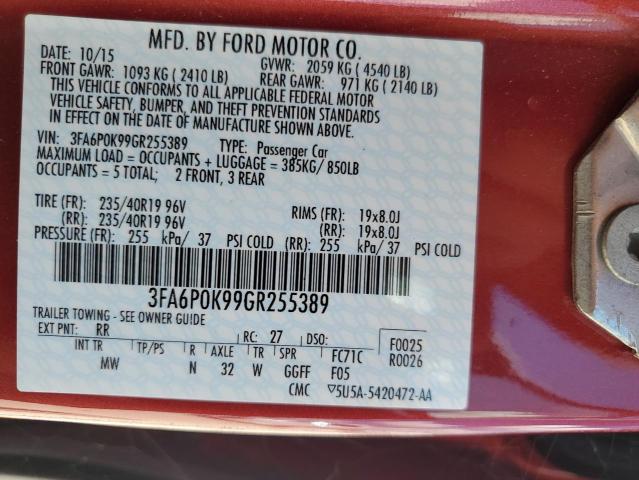 MFD. BY FORD MOTOR CO.
DATE: 10/15 GVWR: 2059 KG (4540 LB)
FRONT GAWR: 1093 KG (2410 LB) REAR GAWR: 971 KG (2140 LB)
THIS VEHICLE CONFORMS TO ALL APPLICABLE FEDERAL MOTOR
VEHICLE SAFETY, BUMPER, AND THEFT PREVENTION STANDARDS
IN EFFECT ON THE DATE OF MANUFACTURE SHOWN ABOVE.
VIN: 3FA6P0K99GR255389 TYPE: Passenger Car
MAXIMUM LOAD = OCCUPANTS + LUGGAGE = 385KG/ 850LB
OCCUPANTS = 5 TOTAL; 2 FRONT, 3 REAR
TIRE (FR): 235/40R19 96V RIMS (FR): 19x8.0J
(RR): 235/40R19 96V (RR): 19x8.0J
PRESSURE (FR): 255 kPa/ 37 PSI COLD (RR): 255 kPa/ 37 PSI COLD
3FA6P0K99GR255389
TRAILER TOWING - SEE OWNER GUIDE
EXT PNT: RR RC: 27 DSO: F0025
INT TR TP/PS R AXLE TR SPR FC71C R0026
MW N 32 W GGFF F05
CMC ▽5U5A-5420472-AA